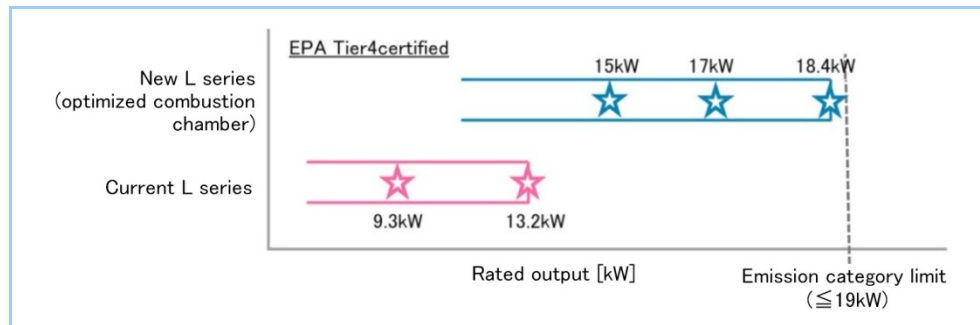 EPA Tier4certified
New L series
(optimized combustion
chamber)
15kW
17kW
18.4kW
Current L series
9.3kW
13.2kW
Rated output [kW]
Emission category limit
(≦19kW)